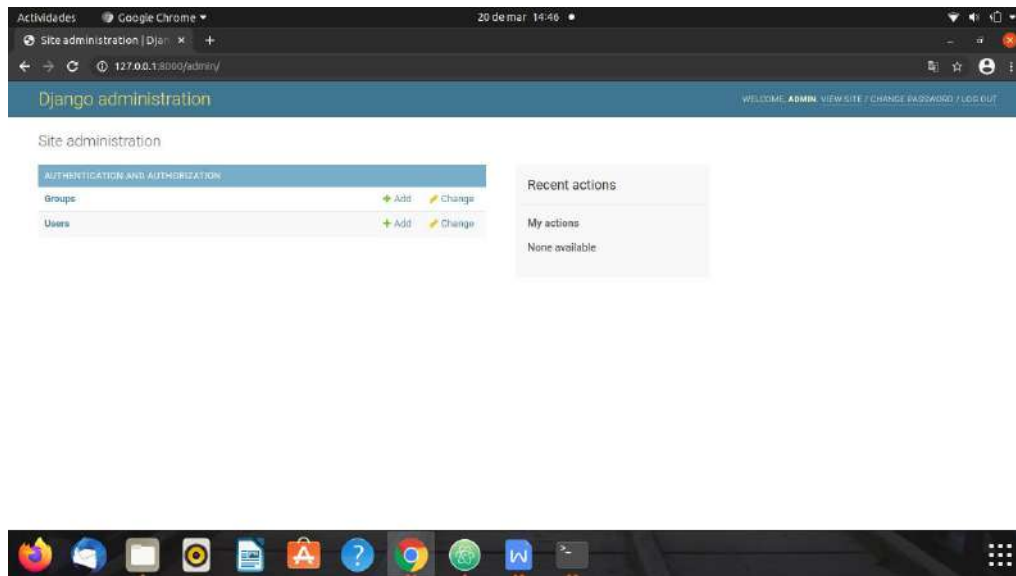 Actividades Google Chrome 20 de mar 14:46
Site administration | Djan
127.0.0.1:8000/admin/
Django administration
WELCOME, ADMIN. VIEW SITE / CHANGE PASSWORD / LOG OUT
Site administration
AUTHENTICATION AND AUTHORIZATION
Groups + Add Change
Users + Add Change
Recent actions
My actions
None available